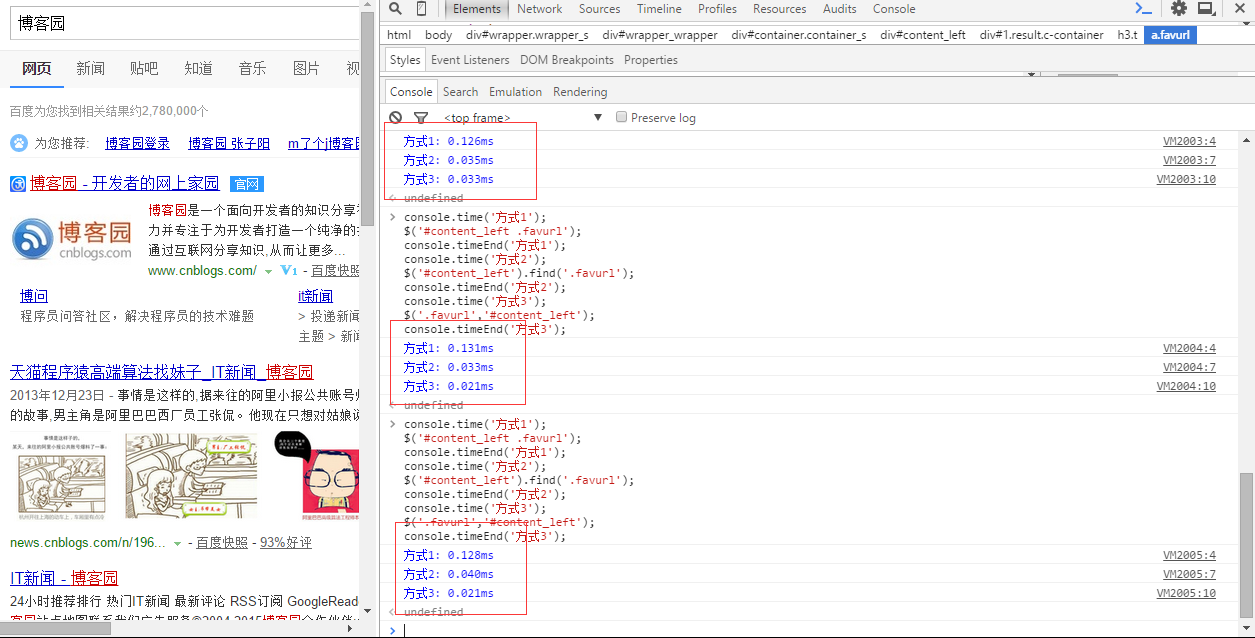 博客园
网页 新闻 贴吧 知道 音乐 图片 视
百度为您找到相关结果约2,780,000个
为您推荐: 博客园登录 博客园 张子阳 m了个j博客园
博客园 - 开发者的网上家园 官网
博客园是一个面向开发者的知识分享社
力并专注于为开发者打造一个纯净的
通过互联网分享知识,从而让更多...
博客园
cnblogs.com
www.cnblogs.com/ V1 - 百度快照
博问 it新闻
程序员问答社区，解决程序员的技术难题 > 投递新闻
主题 > 新闻
天猫程序猿高端算法找妹子_IT新闻_博客园
2013年12月23日 - 事情是这样的,据来往的阿里小报公共账号
的故事,男主角是阿里巴巴西厂员工张侃。他现在只想对姑娘说
事情是这样子的。
news.cnblogs.com/n/196... - 百度快照 - 93%好评
IT新闻 - 博客园
24小时推荐排行 热门IT新闻 最新评论 RSS订阅 GoogleRead
Elements Network Sources Timeline Profiles Resources Audits Console
html body div#wrapper.wrapper_s div#wrapper_wrapper div#container.container_s div#content_left div#1.result.c-container h3.t a.favurl
Styles Event Listeners DOM Breakpoints Properties
Console Search Emulation Rendering
<top frame> Preserve log
方式1: 0.126ms VM2003:4
方式2: 0.035ms VM2003:7
方式3: 0.033ms VM2003:10
undefined
console.time('方式1');
$('#content_left .favurl');
console.timeEnd('方式1');
console.time('方式2');
$('#content_left').find('.favurl');
console.timeEnd('方式2');
console.time('方式3');
$('.favurl','#content_left');
console.timeEnd('方式3');
方式1: 0.131ms VM2004:4
方式2: 0.033ms VM2004:7
方式3: 0.021ms VM2004:10
undefined
console.time('方式1');
$('#content_left .favurl');
console.timeEnd('方式1');
console.time('方式2');
$('#content_left').find('.favurl');
console.timeEnd('方式2');
console.time('方式3');
$('.favurl','#content_left');
console.timeEnd('方式3');
方式1: 0.128ms VM2005:4
方式2: 0.040ms VM2005:7
方式3: 0.021ms VM2005:10
undefined